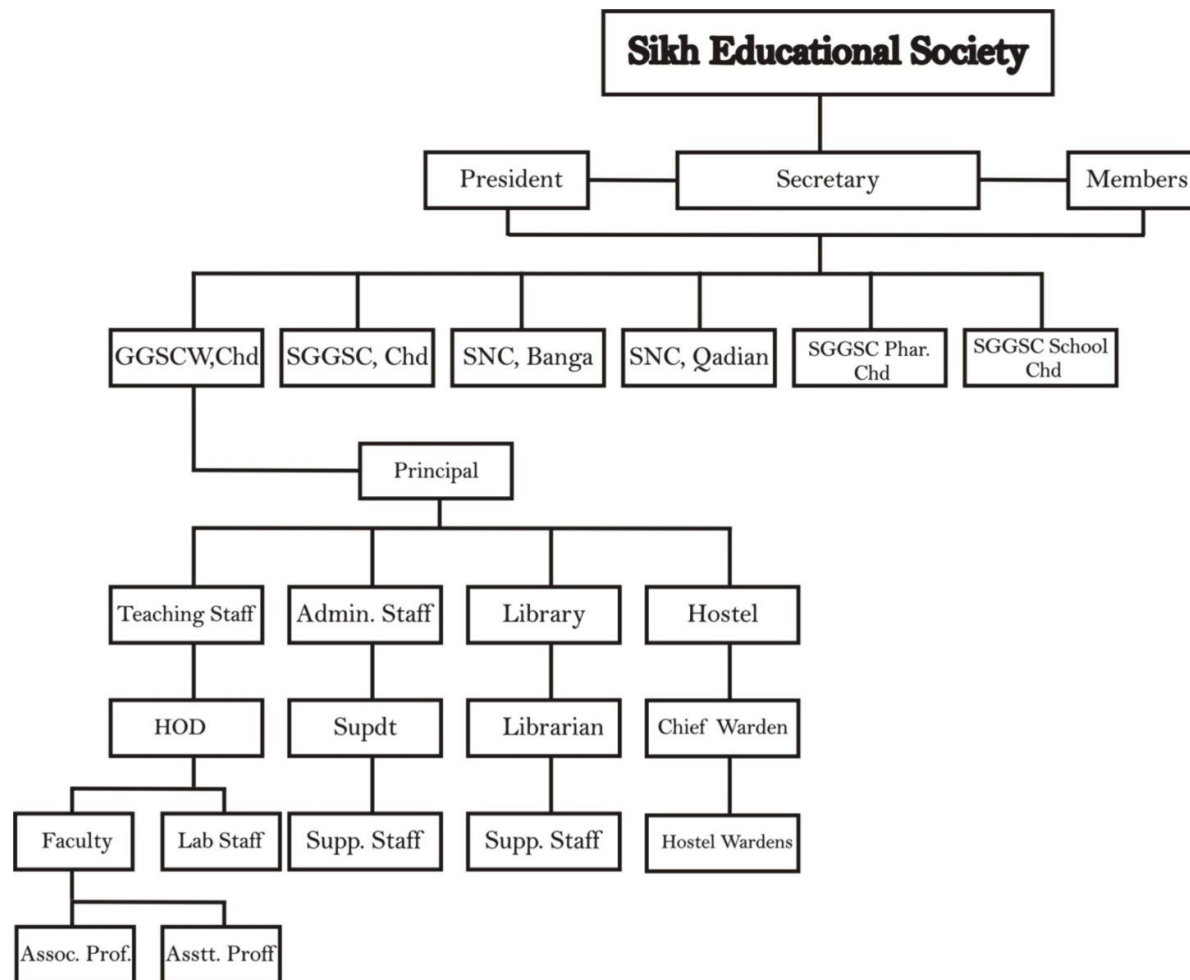 Sikh Educational Society
President
Secretary
Members
GGSCW,Chd
SGGSC, Chd
SNC, Banga
SNC, Qadian
SGGSC Phar.
Chd
SGGSC School
Chd
Principal
Teaching Staff
Admin. Staff
Library
Hostel
HOD
Supdt
Librarian
Chief Warden
Faculty
Lab Staff
Supp. Staff
Supp. Staff
Hostel Wardens
Assoc. Prof.
Asstt. Proff